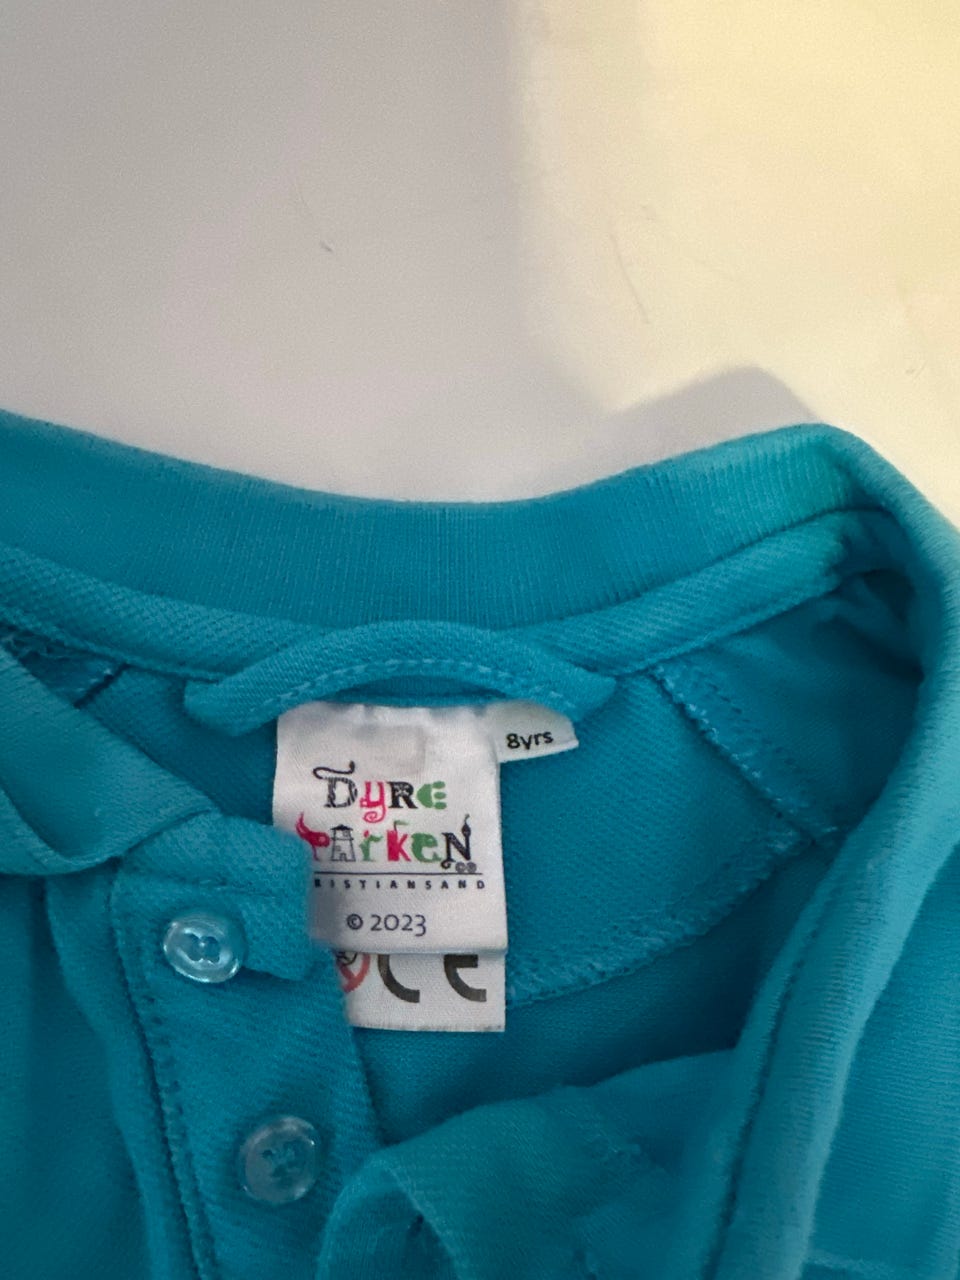 8yrs
DyRe
PArkeN
RISTIANSAND
© 2023
CE